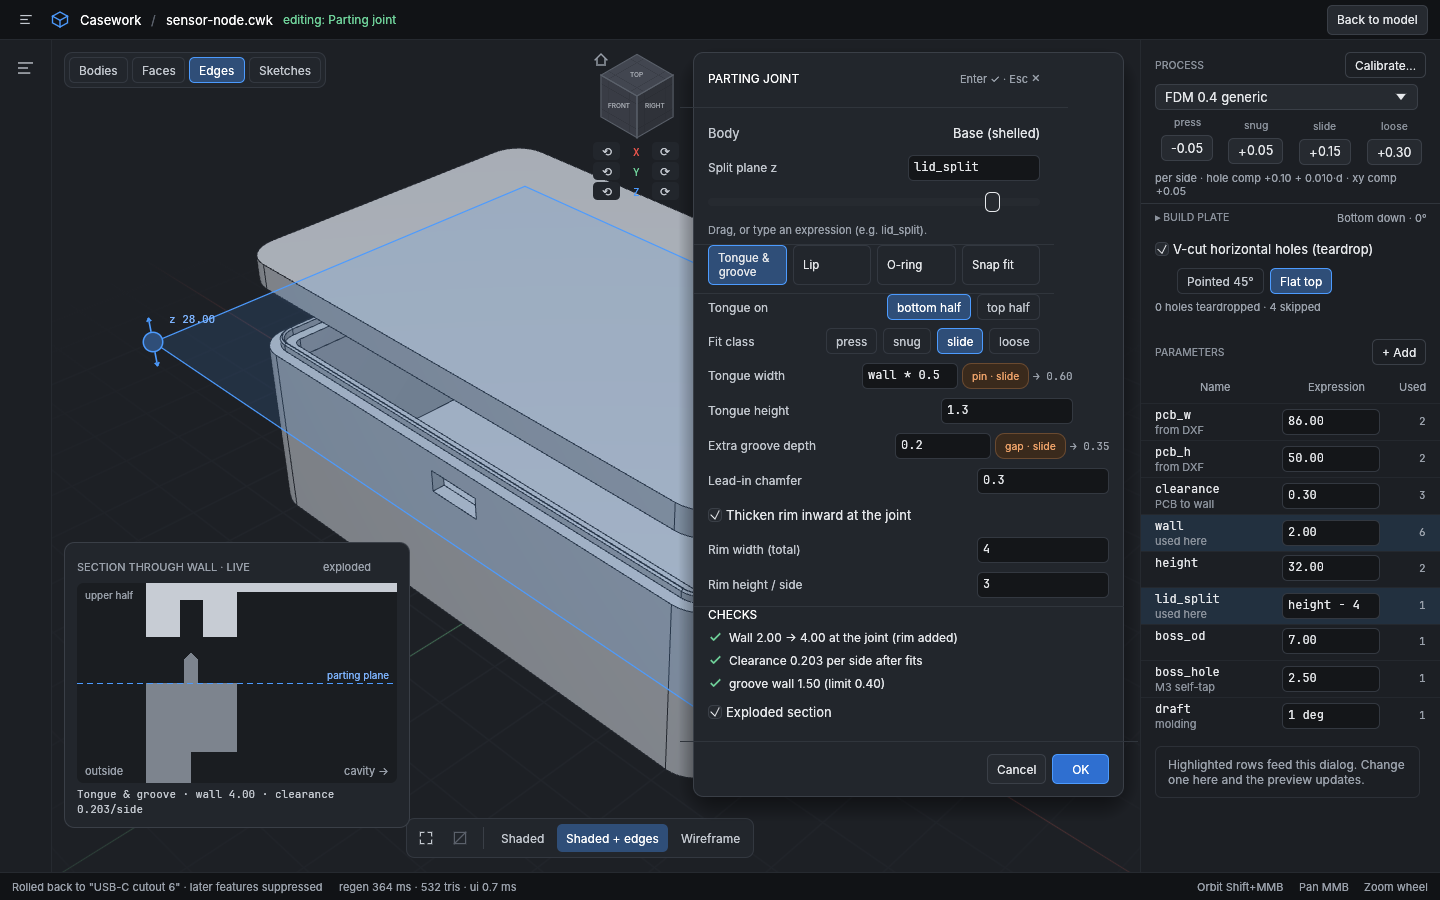 Casework / sensor-node.cwk editing: Parting joint
Back to model
Bodies Faces Edges Sketches
TOP
FRONT RIGHT
X
Y
Z
z 28.00
PARTING JOINT Enter ✓ · Esc ✕
Body Base (shelled)
Split plane z lid_split
Drag, or type an expression (e.g. lid_split).
Tongue & groove Lip O-ring Snap fit
Tongue on bottom half top half
Fit class press snug slide loose
Tongue width wall * 0.5 pin · slide → 0.60
Tongue height 1.3
Extra groove depth 0.2 gap · slide → 0.35
Lead-in chamfer 0.3
Thicken rim inward at the joint
Rim width (total) 4
Rim height / side 3
CHECKS
Wall 2.00 → 4.00 at the joint (rim added)
Clearance 0.203 per side after fits
groove wall 1.50 (limit 0.40)
Exploded section
Cancel OK
SECTION THROUGH WALL · LIVE exploded
upper half
parting plane
outside cavity →
Tongue & groove · wall 4.00 · clearance
0.203/side
Shaded Shaded + edges Wireframe
PROCESS Calibrate...
FDM 0.4 generic
press snug slide loose
-0.05 +0.05 +0.15 +0.30
per side · hole comp +0.10 + 0.010·d · xy comp
+0.05
▸ BUILD PLATE Bottom down · 0°
V-cut horizontal holes (teardrop)
Pointed 45° Flat top
0 holes teardropped · 4 skipped
PARAMETERS + Add
Name Expression Used
pcb_w 86.00 2
from DXF
pcb_h 50.00 2
from DXF
clearance 0.30 3
PCB to wall
wall 2.00 6
used here
height 32.00 2
lid_split height - 4 1
used here
boss_od 7.00 1
boss_hole 2.50 1
M3 self-tap
draft 1 deg 1
molding
Highlighted rows feed this dialog. Change
one here and the preview updates.
Rolled back to "USB-C cutout 6" · later features suppressed regen 364 ms · 532 tris · ui 0.7 ms
Orbit Shift+MMB Pan MMB Zoom wheel